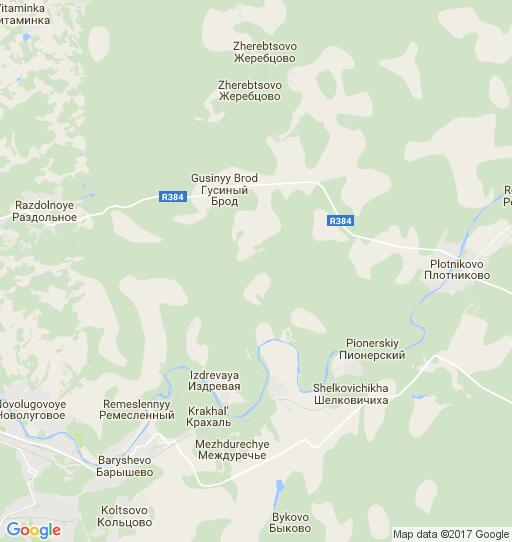 Vitaminka
итаминка
Zherebtsovo
Жеребцово
Zherebtsovo
Жеребцово
Gusinyy Brod
Гусиный
Брод
R384
Razdolnoye
Раздольное
R384
Plotnikovo
Плотниково
Pionerskiy
Пионерский
Izdrevaya
Издревая
Shelkovichikha
Шелковичиха
Novolugovoye
Новолуговое
Remeslennyy
Ремесленный
Krakhal'
Крахаль
Mezhdurechye
Междуречье
Baryshevo
Барышево
Koltsovo
Кольцово
Bykovo
Быково
Google
Map data ©2017 Google